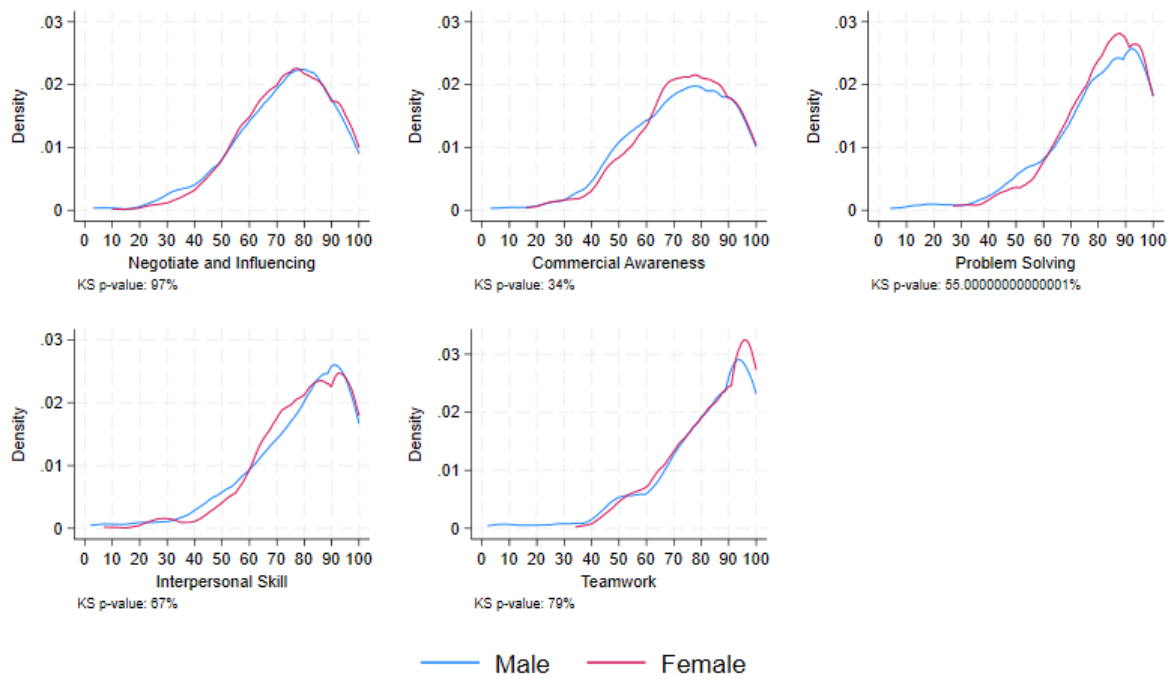 .03 .03 .03
Density Density Density
.02 .02 .02
.01 .01 .01
0 0 0
0 10 20 30 40 50 60 70 80 90 100 0 10 20 30 40 50 60 70 80 90 100 0 10 20 30 40 50 60 70 80 90 100
Negotiate and Influencing Commercial Awareness Problem Solving
KS p-value: 97% KS p-value: 34% KS p-value: 55.00000000000001%
.03 .03
Density Density
.02 .02
.01 .01
0 0
0 10 20 30 40 50 60 70 80 90 100 0 10 20 30 40 50 60 70 80 90 100
Interpersonal Skill Teamwork
KS p-value: 67% KS p-value: 79%
Male Female